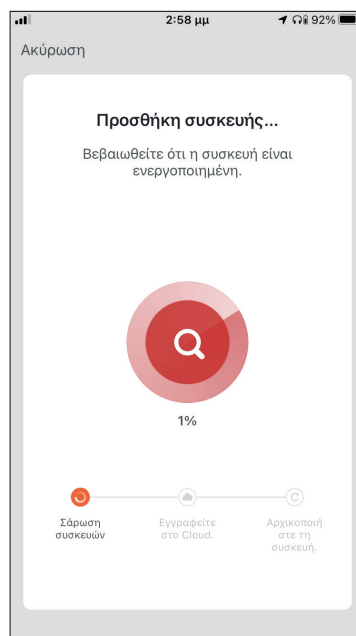 2:58 μμ 92%
Ακύρωση
Προσθήκη συσκευής...
Βεβαιωθείτε ότι η συσκευή είναι
ενεργοποιημένη.
1%
Σάρωση
συσκευών
Εγγραφείτε
στο Cloud.
Αρχικοποιή
στε τη
συσκευή.